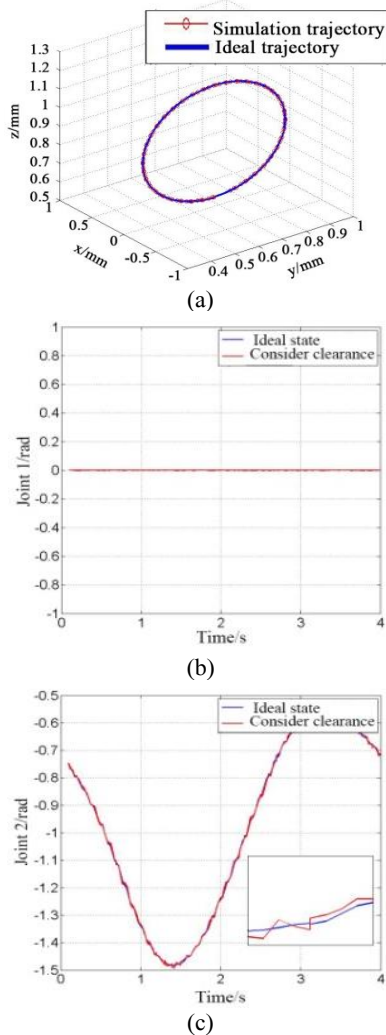 Simulation trajectory
Ideal trajectory
1.3
1.2
1.1
1
0.9
0.8
0.7
0.6
0.5
z/mm
1
0.5
0
-0.5
-1
x/mm
0.4
0.5
0.6
0.7
0.8
0.9
1
y/mm
(a)
Ideal state
Consider clearance
1
0.8
0.6
0.4
0.2
0
-0.2
-0.4
-0.6
-0.8
-1
Joint 1/rad
0 1 2 3 4
Time/s
(b)
Ideal state
Consider clearance
-0.5
-0.6
-0.7
-0.8
-0.9
-1
-1.1
-1.2
-1.3
-1.4
-1.5
Joint 2/rad
0 1 2 3 4
Time/s
(c)